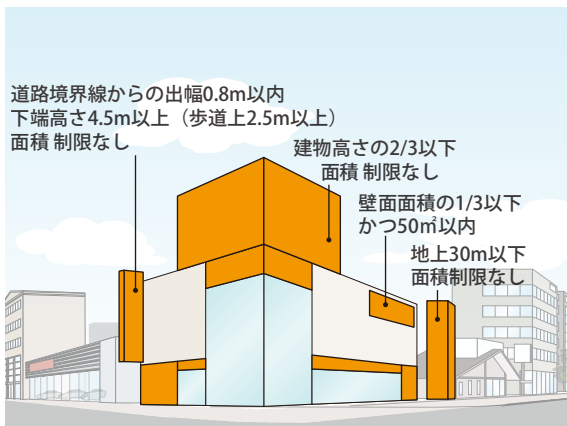 道路境界線からの出幅0.8m以内
下端高さ4.5m以上（歩道上2.5m以上）
面積 制限なし
建物高さの2/3以下
面積 制限なし
壁面面積の1/3以下
かつ50㎡以内
地上30m以下
面積制限なし